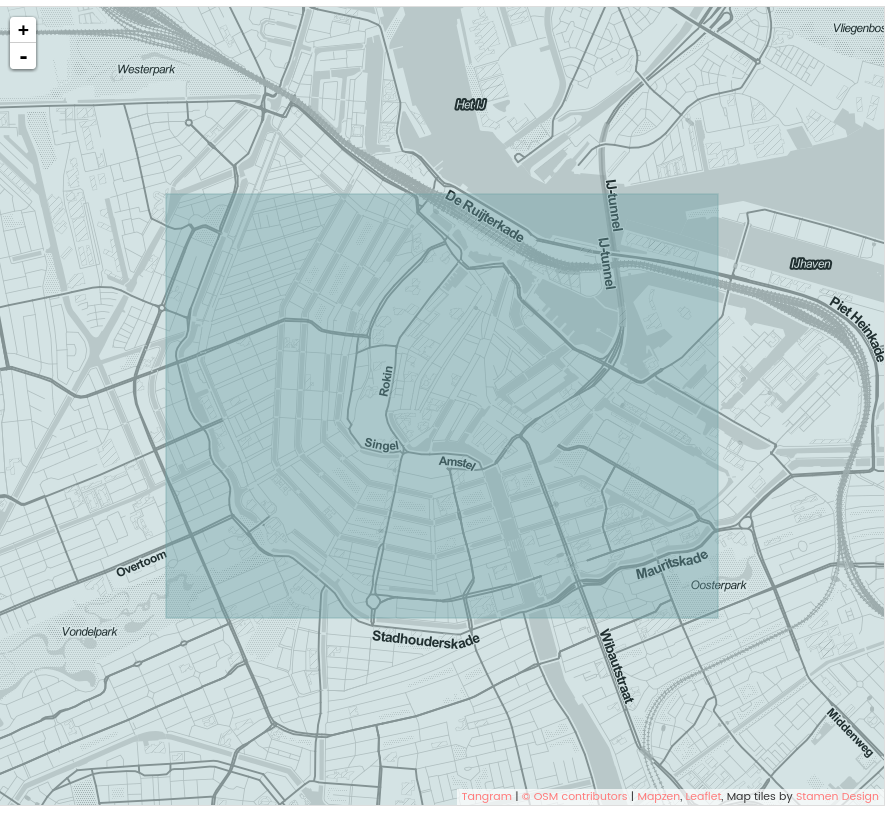 +
-
Vliegenbos
Westerpark
Het IJ
De Ruijterkade
IJ-tunnel
IJ-tunnel
IJhaven
Piet Heinkade
Rokin
Singel
Amstel
Overtoom
Mauritskade
Oosterpark
Vondelpark
Stadhouderskade
Wibautstraat
Middenweg
Tangram | © OSM contributors | Mapzen, Leaflet, Map tiles by Stamen Design